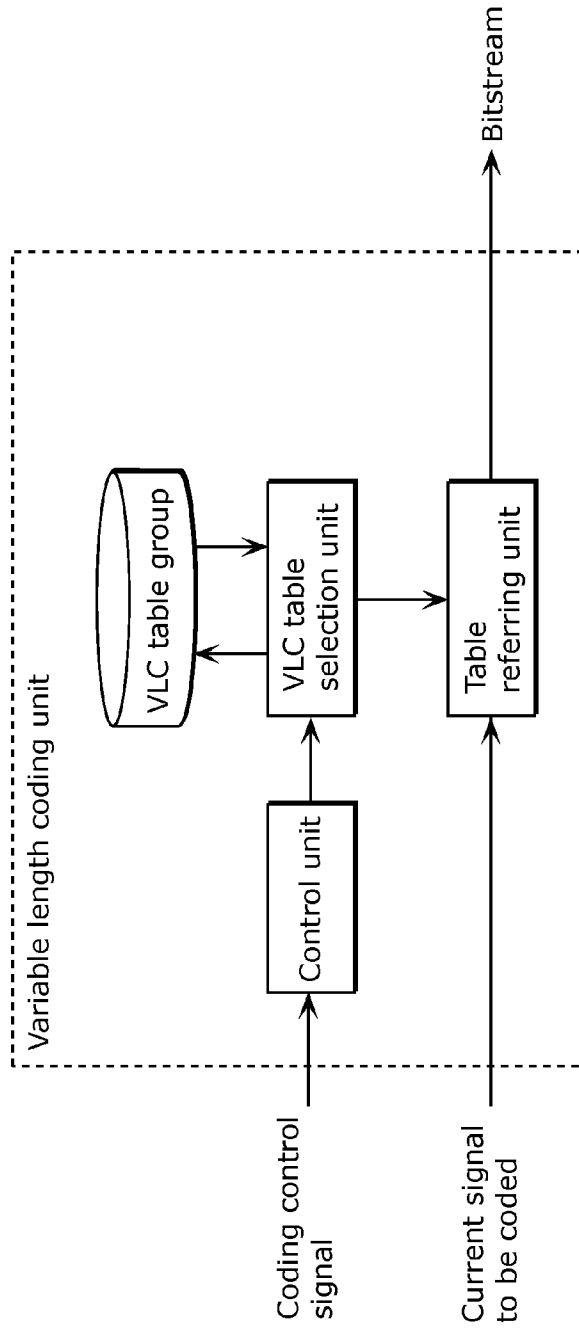 Variable length coding unit
VLC table group
Coding control
signal
Control unit
VLC table
selection unit
Current signal
to be coded
Table
referring unit
Bitstream